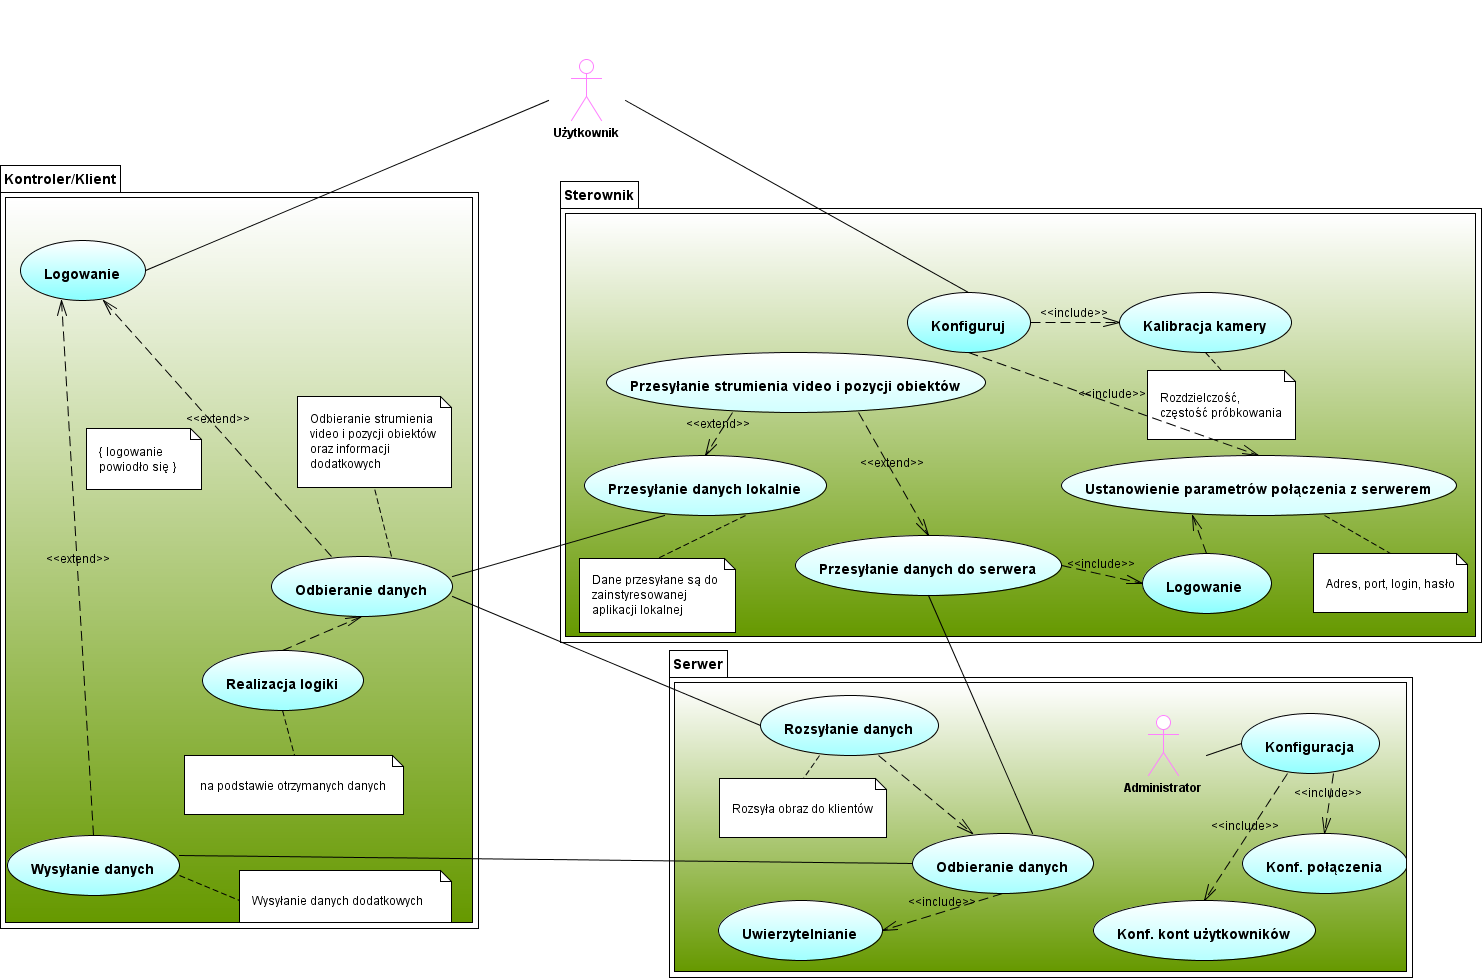 Użytkownik
Kontroler/Klient
Logowanie
<<extend>>
{ logowanie
powiodło się }
Odbieranie strumienia
video i pozycji obiektów
oraz informacji
dodatkowych
<<extend>>
Odbieranie danych
Realizacja logiki
na podstawie otrzymanych danych
Wysyłanie danych
Wysyłanie danych dodatkowych
Sterownik
Konfiguruj
<<include>>
Kalibracja kamery
Przesyłanie strumienia video i pozycji obiektów
<<include>>
Rozdzielczość,
częstość próbkowania
<<extend>>
<<extend>>
Przesyłanie danych lokalnie
Ustanowienie parametrów połączenia z serwerem
Dane przesyłane są do
zainstyresowanej
aplikacji lokalnej
Przesyłanie danych do serwera
<<include>>
Logowanie
Adres, port, login, hasło
Serwer
Rozsyłanie danych
Rozsyła obraz do klientów
Administrator
Konfiguracja
<<include>>
<<include>>
Odbieranie danych
Konf. połączenia
<<include>>
Uwierzytelnianie
Konf. kont użytkowników